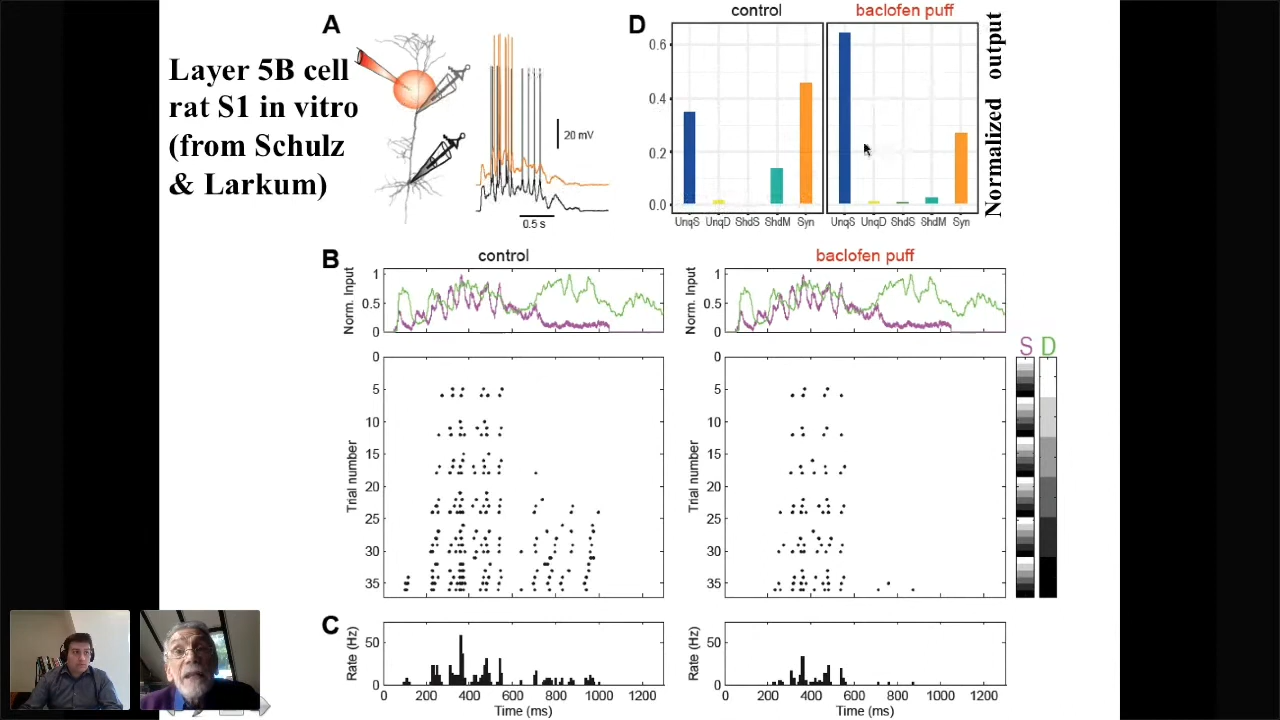 A
Layer 5B cell
rat S1 in vitro
(from Schulz
& Larkum)
20 mV
0.5 s
D
control
baclofen puff
0.6
0.4
0.2
0.0
UnqS UnqD ShdS ShdM Syn
UnqS UnqD ShdS ShdM Syn
Normalized output
B
control
baclofen puff
Norm. Input
1
0.5
0
Norm. Input
1
0.5
0
S D
Trial number
0
5
10
15
20
25
30
35
Trial number
0
5
10
15
20
25
30
35
C
Rate (Hz)
50
0
0 200 400 600 800 1000 1200
Time (ms)
Rate (Hz)
50
0
0 200 400 600 800 1000 1200
Time (ms)